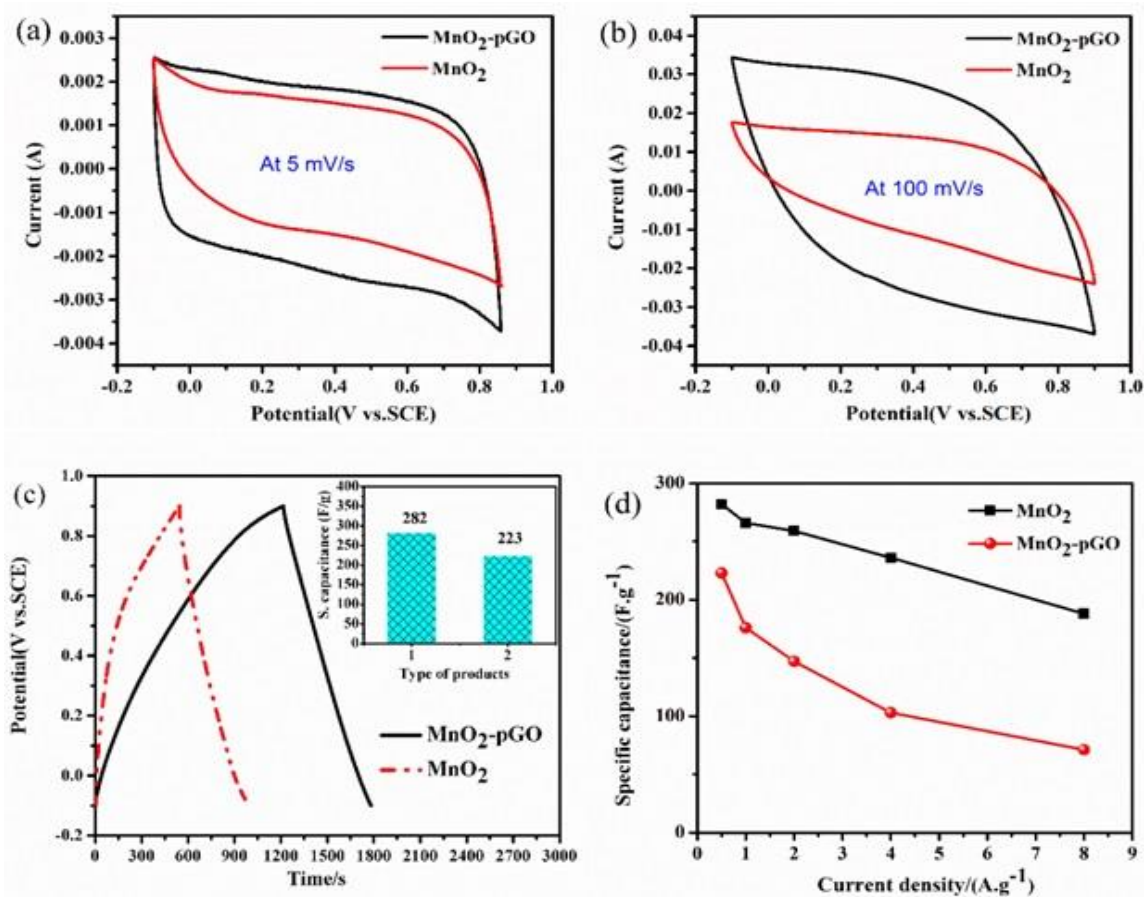 (a)
0.003
0.002
0.001
0.000
-0.001
-0.002
-0.003
-0.004
Current (A)
MnO₂-pGO
MnO₂
At 5 mV/s
-0.2 0.0 0.2 0.4 0.6 0.8 1.0
Potential(V vs.SCE)
(b)
0.04
0.03
0.02
0.01
0.00
-0.01
-0.02
-0.03
-0.04
Current (A)
MnO₂-pGO
MnO₂
At 100 mV/s
-0.2 0.0 0.2 0.4 0.6 0.8 1.0
Potential(V vs.SCE)
(c)
1.0
0.8
0.6
0.4
0.2
0.0
-0.2
Potential(V vs.SCE)
400
350
300
250
200
150
100
50
0
S. capacitance (F/g)
282
223
1 2
Type of products
MnO₂-pGO
MnO₂
0 300 600 900 1200 1500 1800 2100 2400 2700 3000
Time/s
(d)
300
200
100
0
Specific capacitance/(F.g⁻¹)
MnO₂
MnO₂-pGO
0 1 2 3 4 5 6 7 8 9
Current density/(A.g⁻¹)